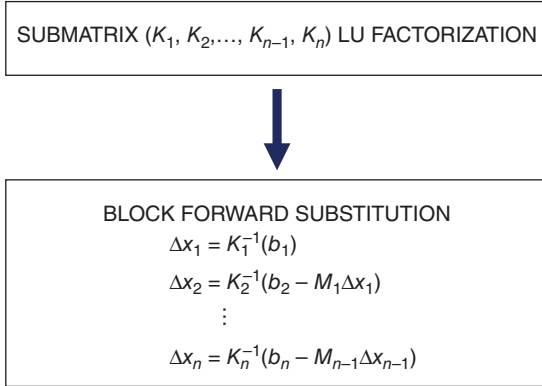 SUBMATRIX (K₁, K₂,…, Kₙ₋₁, Kₙ) LU FACTORIZATION
BLOCK FORWARD SUBSTITUTION
Δx₁ = K₁⁻¹(b₁)
Δx₂ = K₂⁻¹(b₂ – M₁Δx₁)
⋮
Δxₙ = Kₙ⁻¹(bₙ – Mₙ₋₁Δxₙ₋₁)